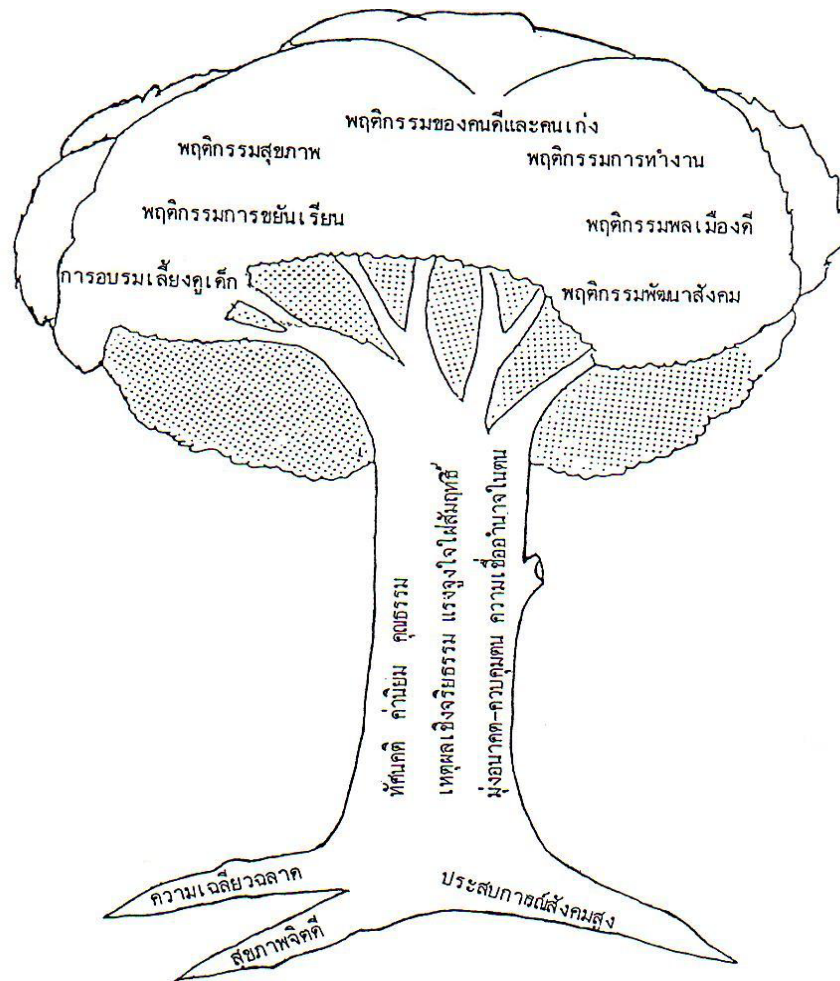 พฤติกรรมของคนดีและคนเก่ง
พฤติกรรมสุขภาพ
พฤติกรรมการทำงาน
พฤติกรรมการขยันเรียน
พฤติกรรมพลเมืองดี
การอบรมเลี้ยงดูเด็ก
พฤติกรรมพัฒนาสังคม
ทัศนคติ ค่านิยม คุณธรรม
เหตุผลเชิงจริยธรรม แรงจูงใจใฝ่สัมฤทธิ์
มุ่งอนาคต-ควบคุมตน ความเชื่ออำนาจในตน
ความเฉลียวฉลาด
ประสบการณ์สังคมสูง
สุขภาพจิตดี